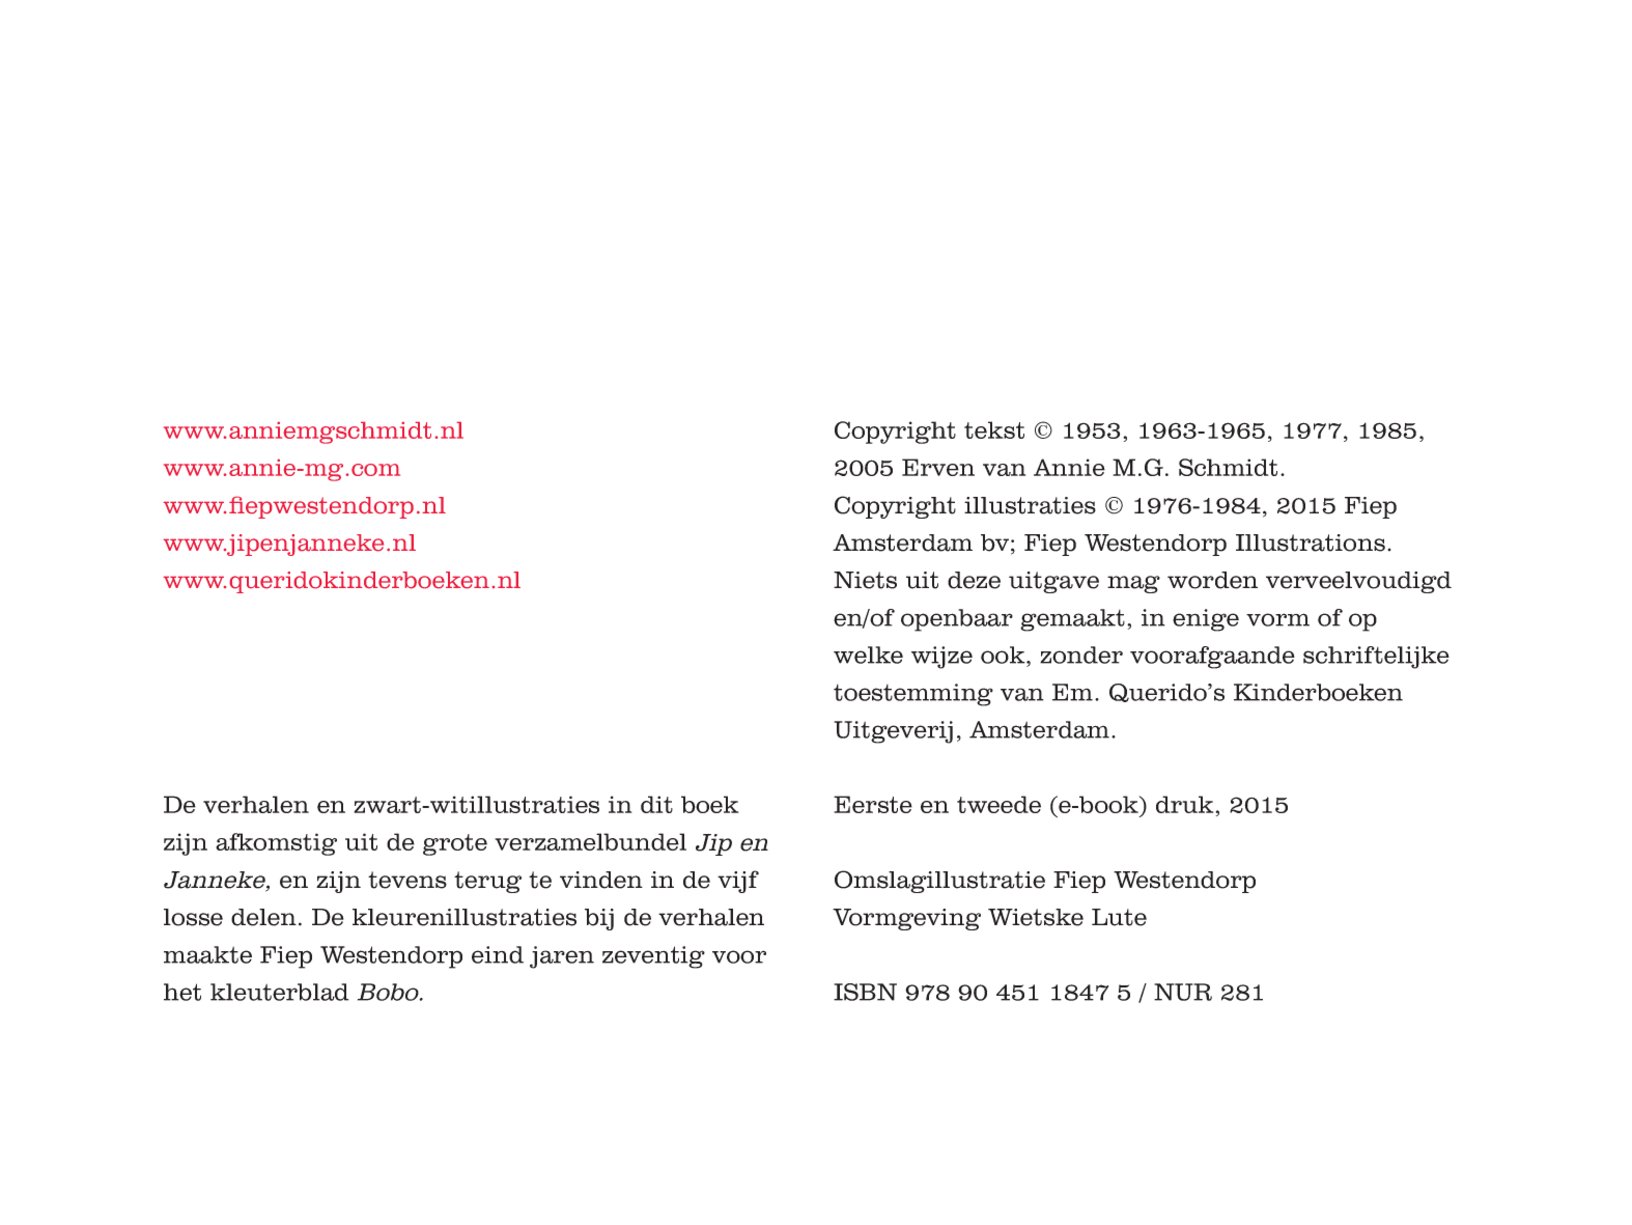 www.anniemgschmidt.nl
www.annie-mg.com
www.fiepwestendorp.nl
www.jipenjanneke.nl
www.queridokinderboeken.nl
De verhalen en zwart-witillustraties in dit boek
zijn afkomstig uit de grote verzamelbundel Jip en
Janneke, en zijn tevens terug te vinden in de vijf
losse delen. De kleurenillustraties bij de verhalen
maakte Fiep Westendorp eind jaren zeventig voor
het kleuterblad Bobo.
Copyright tekst © 1953, 1963-1965, 1977, 1985,
2005 Erven van Annie M.G. Schmidt.
Copyright illustraties © 1976-1984, 2015 Fiep
Amsterdam bv; Fiep Westendorp Illustrations.
Niets uit deze uitgave mag worden verveelvoudigd
en/of openbaar gemaakt, in enige vorm of op
welke wijze ook, zonder voorafgaande schriftelijke
toestemming van Em. Querido’s Kinderboeken
Uitgeverij, Amsterdam.
Eerste en tweede (e-book) druk, 2015
Omslagillustratie Fiep Westendorp
Vormgeving Wietske Lute
ISBN 978 90 451 1847 5 / NUR 281